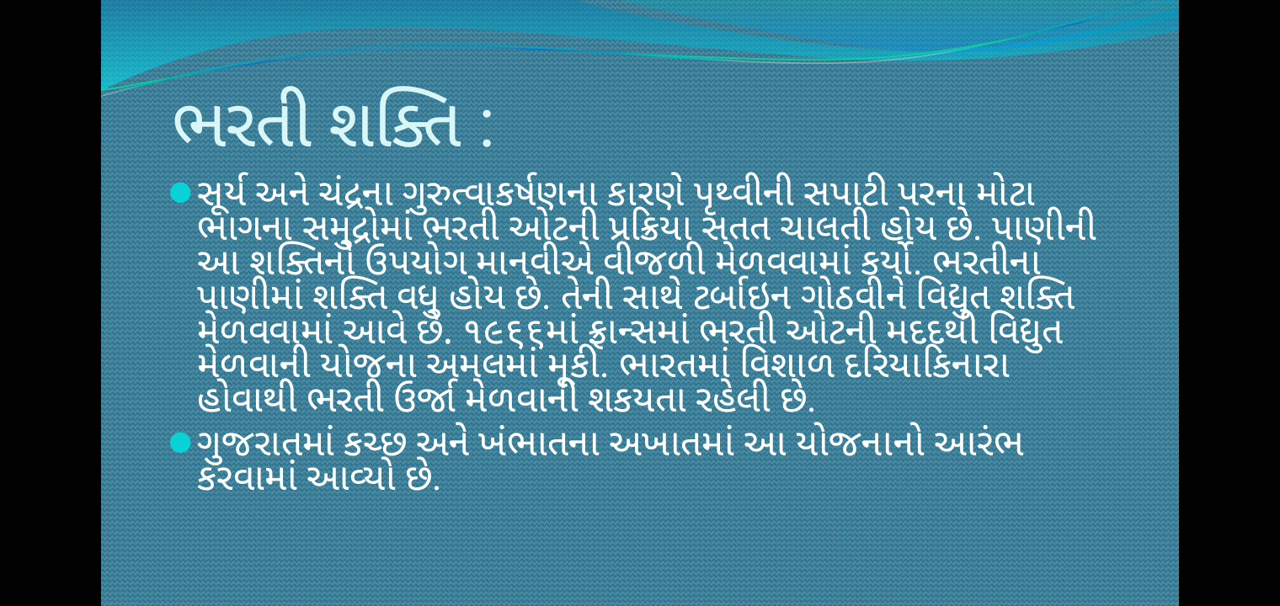 ભરતી શક્તિ :
સૂર્ય અને ચંદ્રના ગુરુત્વાકર્ષણના કારણે પૃથ્વીની સપાટી પરના મોટા
ભાગના સમુદ્રોમાં ભરતી ઓટની પ્રક્રિયા સતત ચાલતી હોય છે. પાણીની
આ શક્તિનો ઉપયોગ માનવીએ વીજળી મેળવવામાં કર્યો. ભરતીના
પાણીમાં શક્તિ વધુ હોય છે. તેની સાથે ટર્બાઇન ગોઠવીને વિદ્યુત શક્તિ
મેળવવામાં આવે છે. ૧૯૬૬માં ફ્રાન્સમાં ભરતી ઓટની મદદથી વિદ્યુત
મેળવાની યોજના અમલમાં મૂકી. ભારતમાં વિશાળ દરિયાકિનારા
હોવાથી ભરતી ઉર્જા મેળવાની શકયતા રહેલી છે.
ગુજરાતમાં કચ્છ અને ખંભાતના અખાતમાં આ યોજનાનો આરંભ
કરવામાં આવ્યો છે.